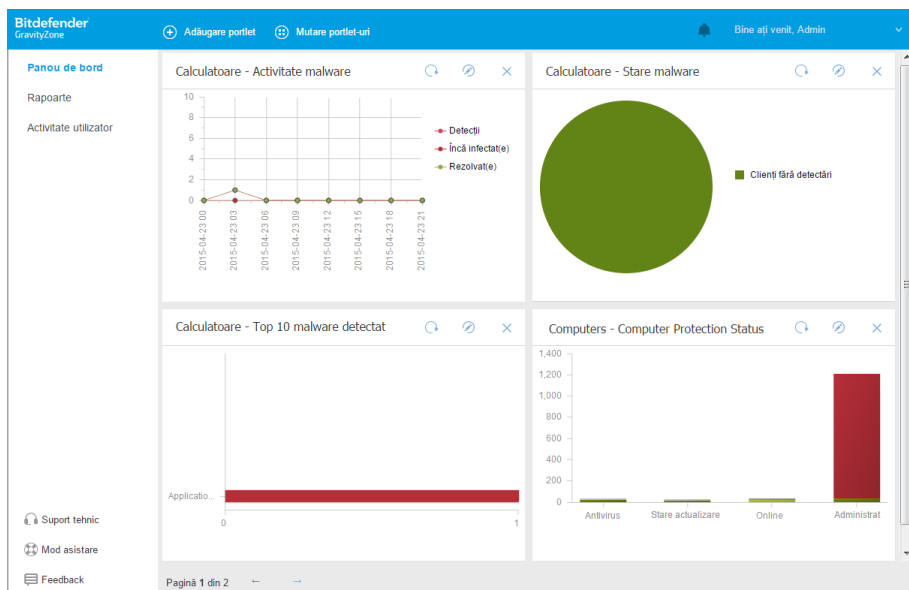 Bitdefender
GravityZone
Adăugare portlet
Mutare portlet-uri
Bine ați venit, Admin
Panou de bord
Rapoarte
Activitate utilizator
Calculatoare - Activitate malware
10
8
6
4
2
0
2015-04-23 00
2015-04-23 03
2015-04-23 06
2015-04-23 09
2015-04-23 12
2015-04-23 15
2015-04-23 18
2015-04-23 21
Detecții
Încă infectat(e)
Rezolvat(e)
Calculatoare - Stare malware
Clienți fără detectări
Calculatoare - Top 10 malware detectat
Applicatio...
0
1
Computers - Computer Protection Status
1,400
1,200
1,000
800
600
400
200
0
Antivirus
Stare actualizare
Online
Administrat
Suport tehnic
Mod asistare
Feedback
Pagină 1 din 2